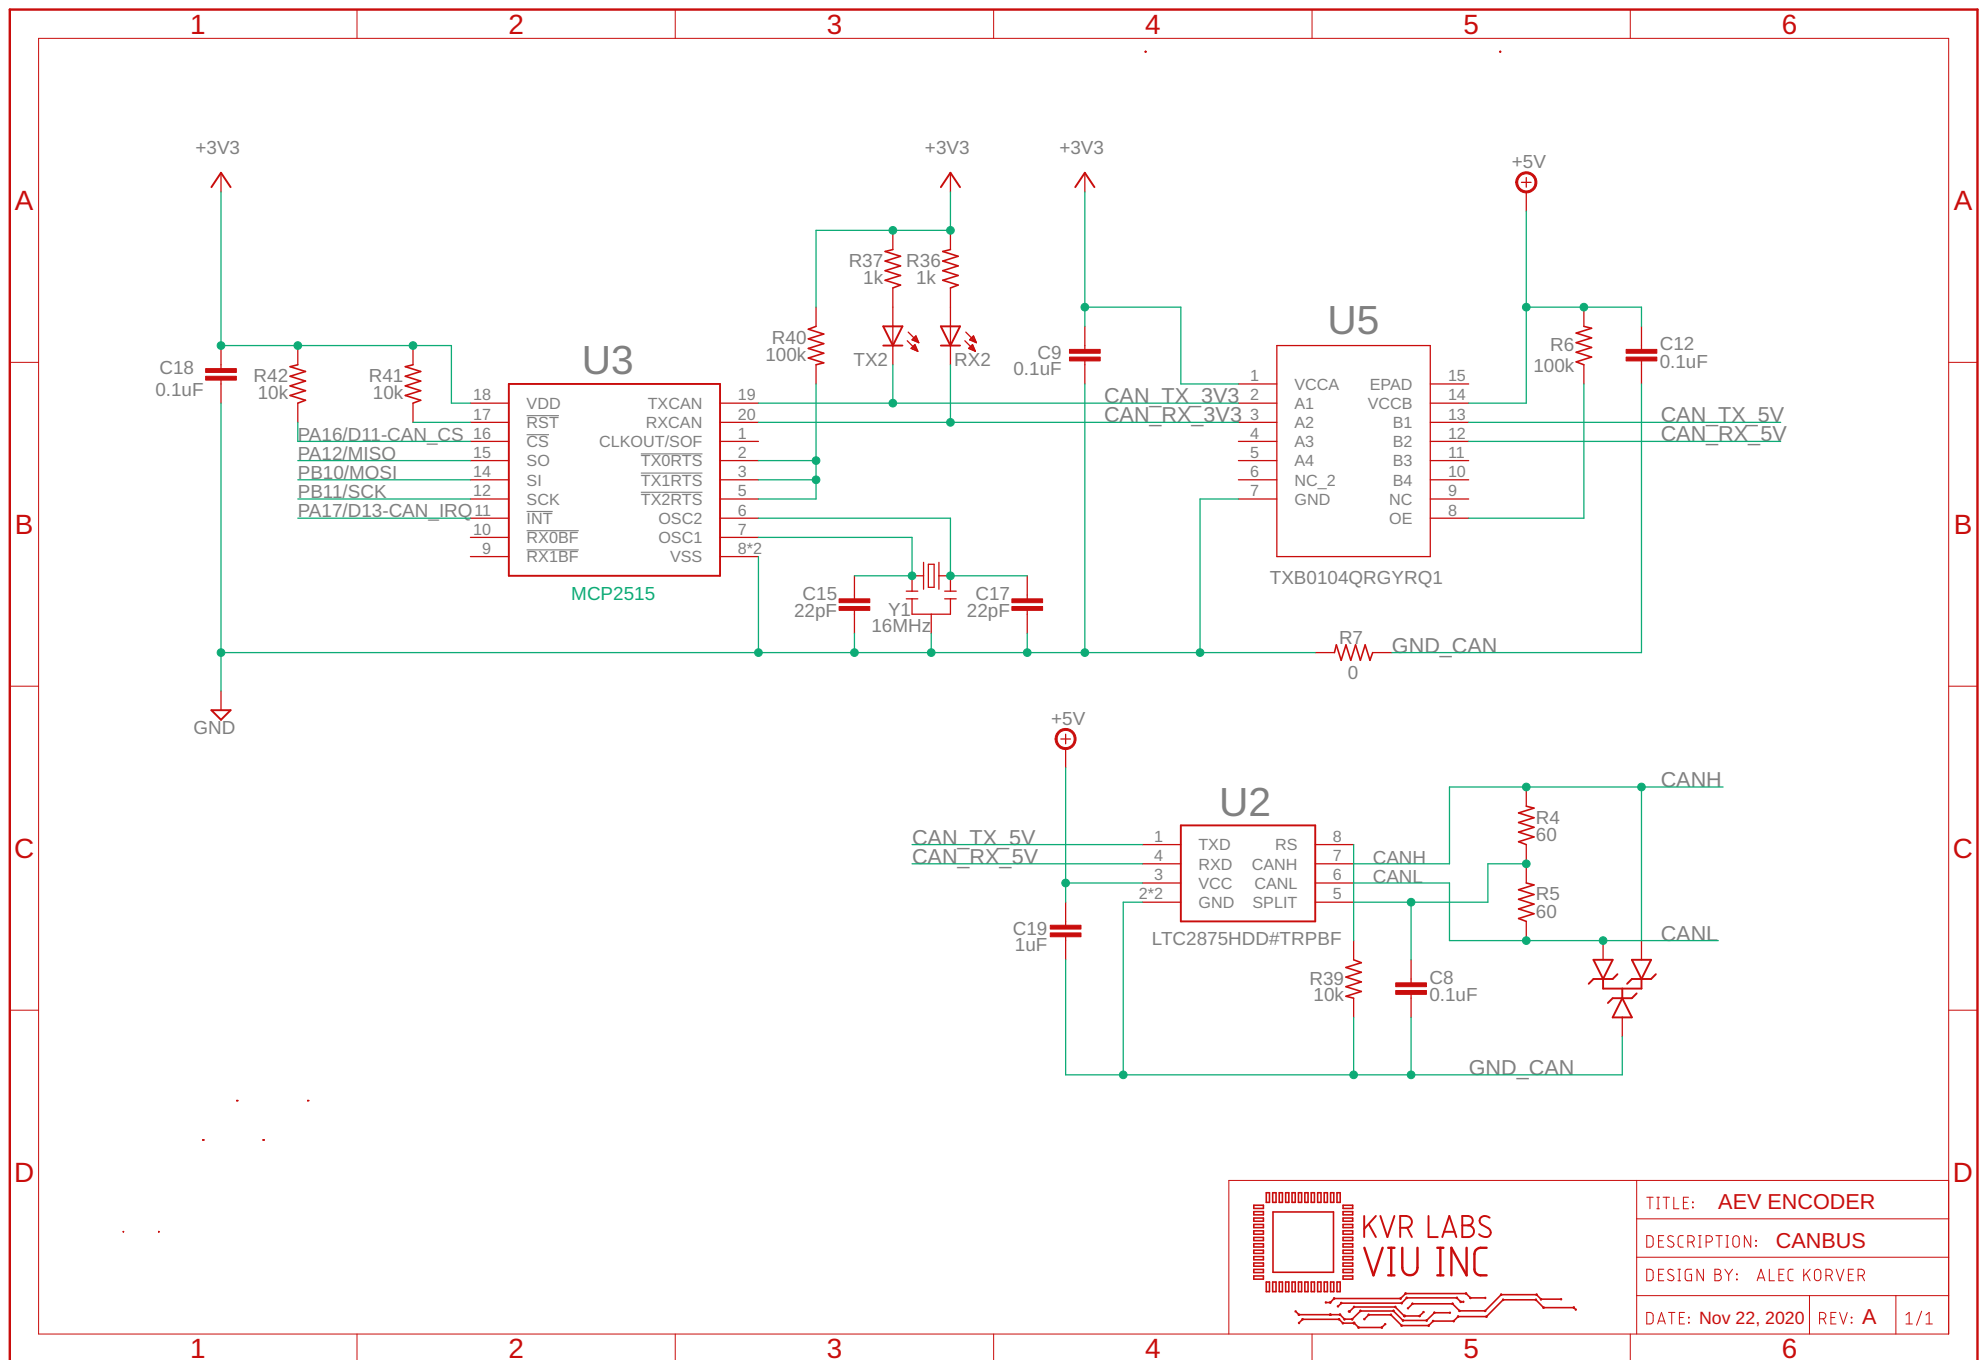 1 2 3 4 5 6
A A
+3V3 +3V3 +3V3 +5V
R37 1k
R36 1k
R40 100k
TX2 RX2
C9 0.1uF
U5
R6 100k
C12 0.1uF
C18 0.1uF
R42 10k
R41 10k
U3
18 VDD TXCAN 19
17 RST RXCAN 20
PA16/D11-CAN_CS 16 CS CLKOUT/SOF 1
PA12/MISO 15 SO TX0RTS 2
PB10/MOSI 14 SI TX1RTS 3
PB11/SCK 12 SCK TX2RTS 5
PA17/D13-CAN_IRQ 11 INT OSC2 6
10 RX0BF OSC1 7
9 RX1BF VSS 8*2
MCP2515
1 VCCA EPAD 15
CAN_TX_3V3 2 A1 VCCB 14
CAN_RX_3V3 3 A2 B1 13 CAN_TX_5V
4 A3 B2 12 CAN_RX_5V
5 A4 B3 11
6 NC_2 B4 10
7 GND NC 9
OE 8
TXB0104QRGYRQ1
B B
C15 22pF
Y1 16MHz
C17 22pF
R7 0
GND_CAN
GND
+5V
U2
CANH
CAN_TX_5V 1 TXD RS 8
CAN_RX_5V 4 RXD CANH 7 CANH
3 VCC CANL 6 CANL
2*2 GND SPLIT 5
LTC2875HDD#TRPBF
R4 60
R5 60
CANL
C C
C19 1uF
R39 10k
C8 0.1uF
GND_CAN
D D
KVR LABS
VIU INC
TITLE: AEV ENCODER
DESCRIPTION: CANBUS
DESIGN BY: ALEC KORVER
DATE: Nov 22, 2020 REV: A 1/1
1 2 3 4 5 6